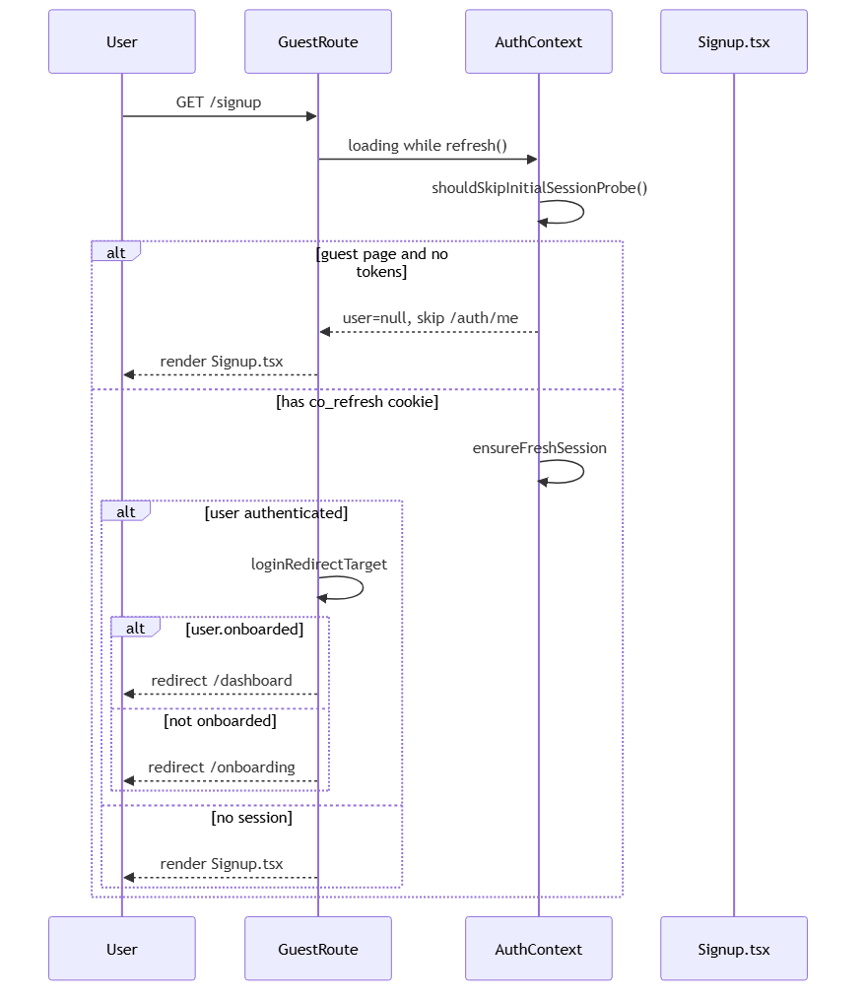 User
GuestRoute
AuthContext
Signup.tsx
GET /signup
loading while refresh()
shouldSkipInitialSessionProbe()
alt
[guest page and no
tokens]
user=null, skip /auth/me
render Signup.tsx
[has co_refresh cookie]
ensureFreshSession
alt
[user authenticated]
loginRedirectTarget
alt
[user.onboarded]
redirect /dashboard
[not onboarded]
redirect /onboarding
[no session]
render Signup.tsx
User
GuestRoute
AuthContext
Signup.tsx